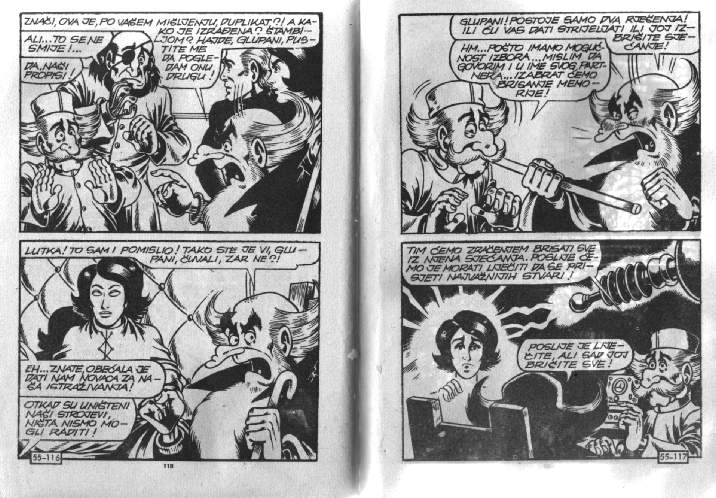 ZNAČI, OVA JE, PO VAŠEM MIŠLJENJU, DUPLIKAT?! A KA-
KO JE IZRAĐENA? ŠTAMBI-
LJOM? HAJDE, GLUPANI, PUS-
TITE ME
DA POGLE-
DAM ONU
DRUGU!
ALI... TO SE NE
SMIJE!...
DA, NAŠI
PROPISI!
LUTKA! TO SAM I POMISLIO! TAKO STE JE VI, GLU-
PANI, ČUVALI, ZAR NE?!
EH... ZNATE, OBEĆALA JE
DATI NAM NOVACA ZA NA-
ŠA ISTRAŽIVANJA!
OTKAD SU UNIŠTENI
NAŠI STROJEVI,
NIŠTA NISMO MO-
GLI RADITI!
55-116
118
GLUPANI! POSTOJE SAMO DVA RJEŠENJA!
ILI ĆU VAS DATI STRIJELJATI ILI JOJ IZ-
BRIŠITE SJE-
ĆANJE!
HM... POŠTO IMAMO MOGUĆ-
NOST IZBORA... MISLIM DA
GOVORIM I U IME SVOG PART-
NERA... IZABRAT ĆEMO
BRISANJE MEMO-
RIJE!
TIM ĆEMO ZRAČENJEM BRISATI SVE
IZ NJENA SJEĆANJA. POSLIJE ĆE-
MO JE MORATI LIJEČITI DA SE PRI-
SJETI NAJVAŽNIJIH STVARI!
POSLIJE JE LIJE-
ČITE, ALI SAD JOJ
BRIŠITE SVE!
55-117